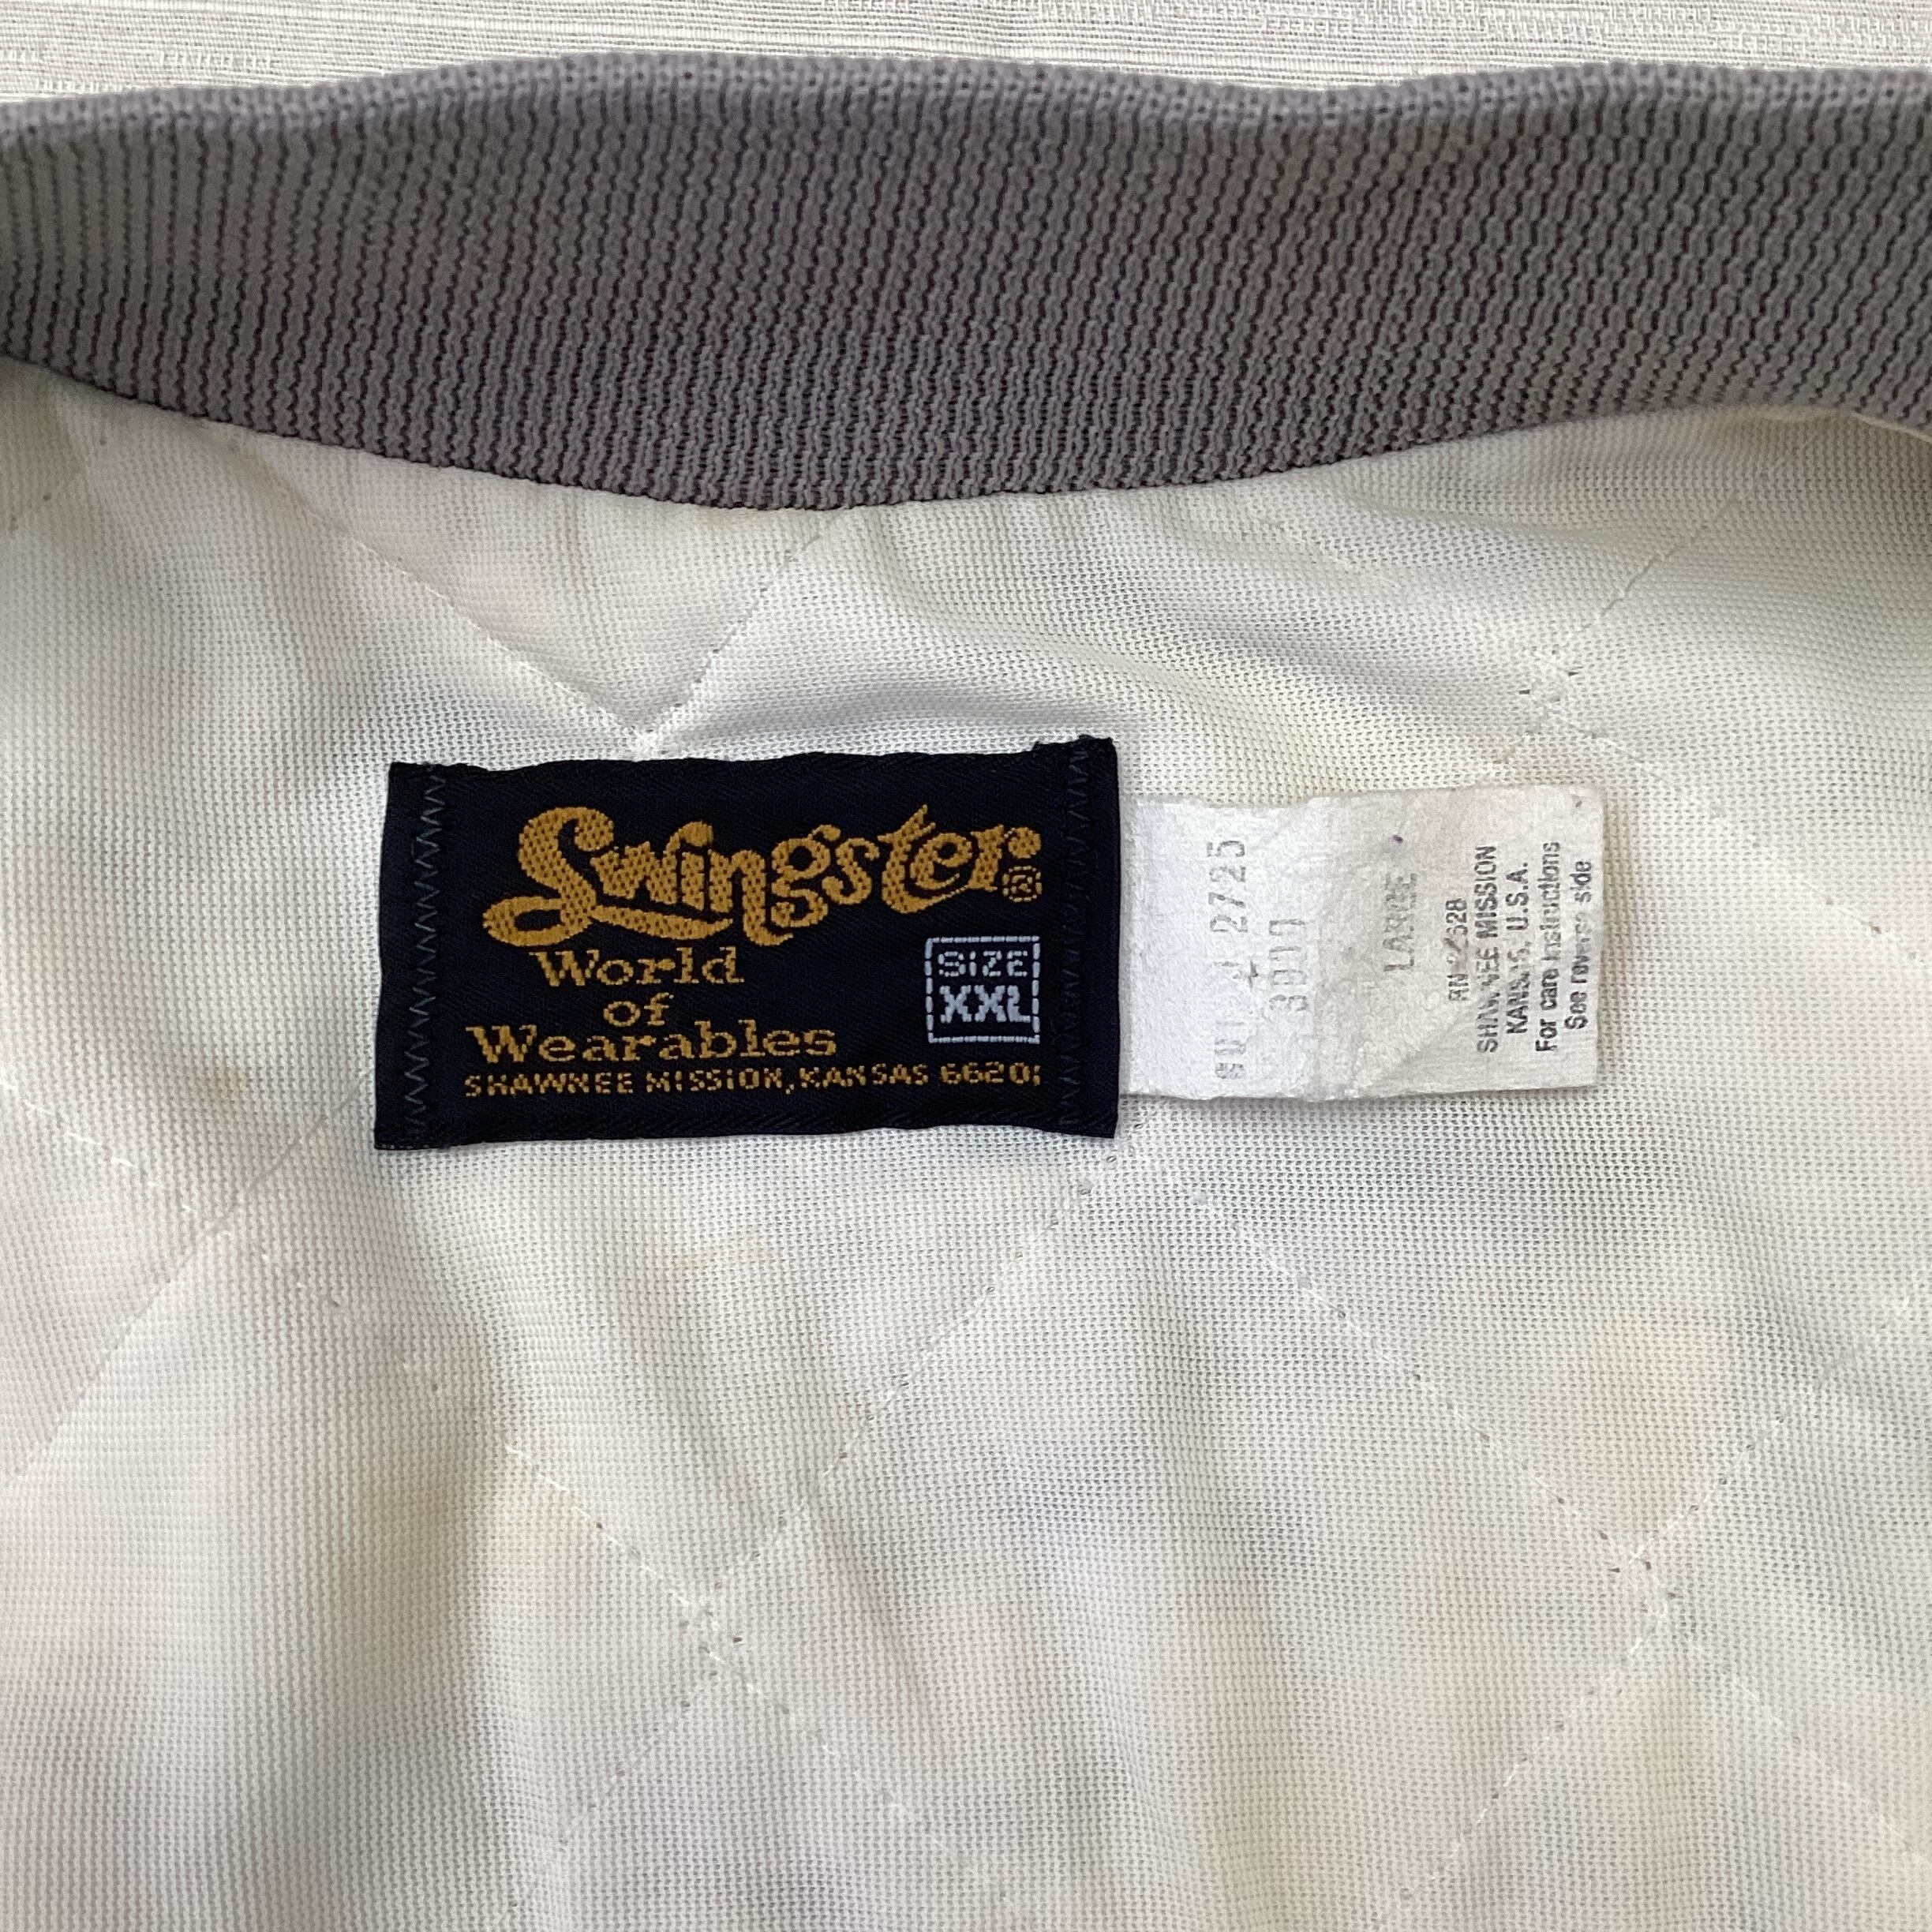 Swingster®
World
of
Wearables
SHAWNEE MISSION, KANSAS 66201
SIZE
XXL
2725
LARGE
SHAWNEE MISSION
KANSAS, U.S.A.
For care instructions
See reverse side